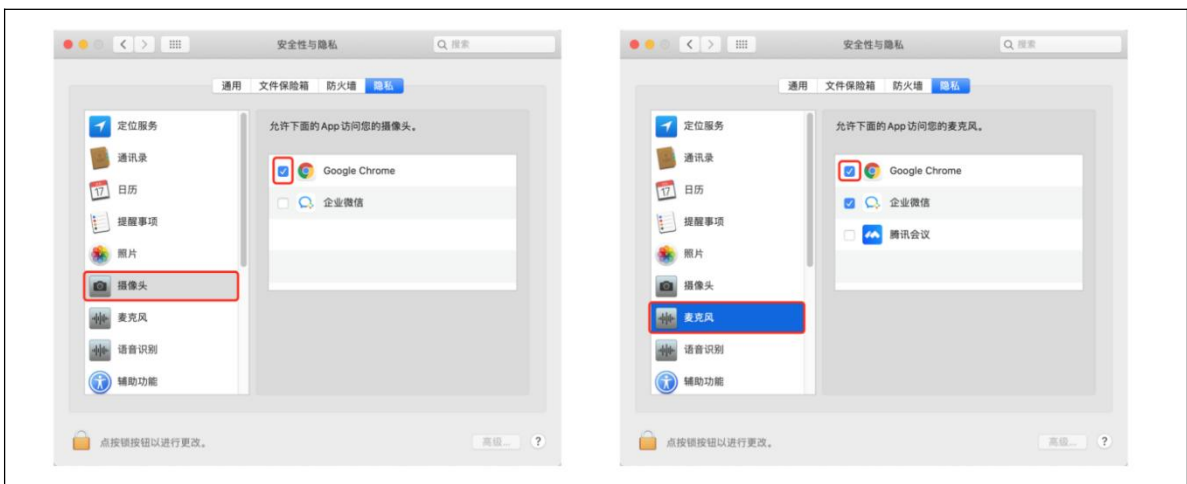 安全性与隐私
搜索
通用 文件保险箱 防火墙 隐私
定位服务
通讯录
17
日历
提醒事项
照片
摄像头
麦克风
语音识别
辅助功能
允许下面的App访问您的摄像头。
Google Chrome
企业微信
点按锁按钮以进行更改。
高级...
?
安全性与隐私
搜索
通用 文件保险箱 防火墙 隐私
定位服务
通讯录
17
日历
提醒事项
照片
摄像头
麦克风
语音识别
辅助功能
允许下面的App访问您的麦克风。
Google Chrome
企业微信
腾讯会议
点按锁按钮以进行更改。
高级...
?